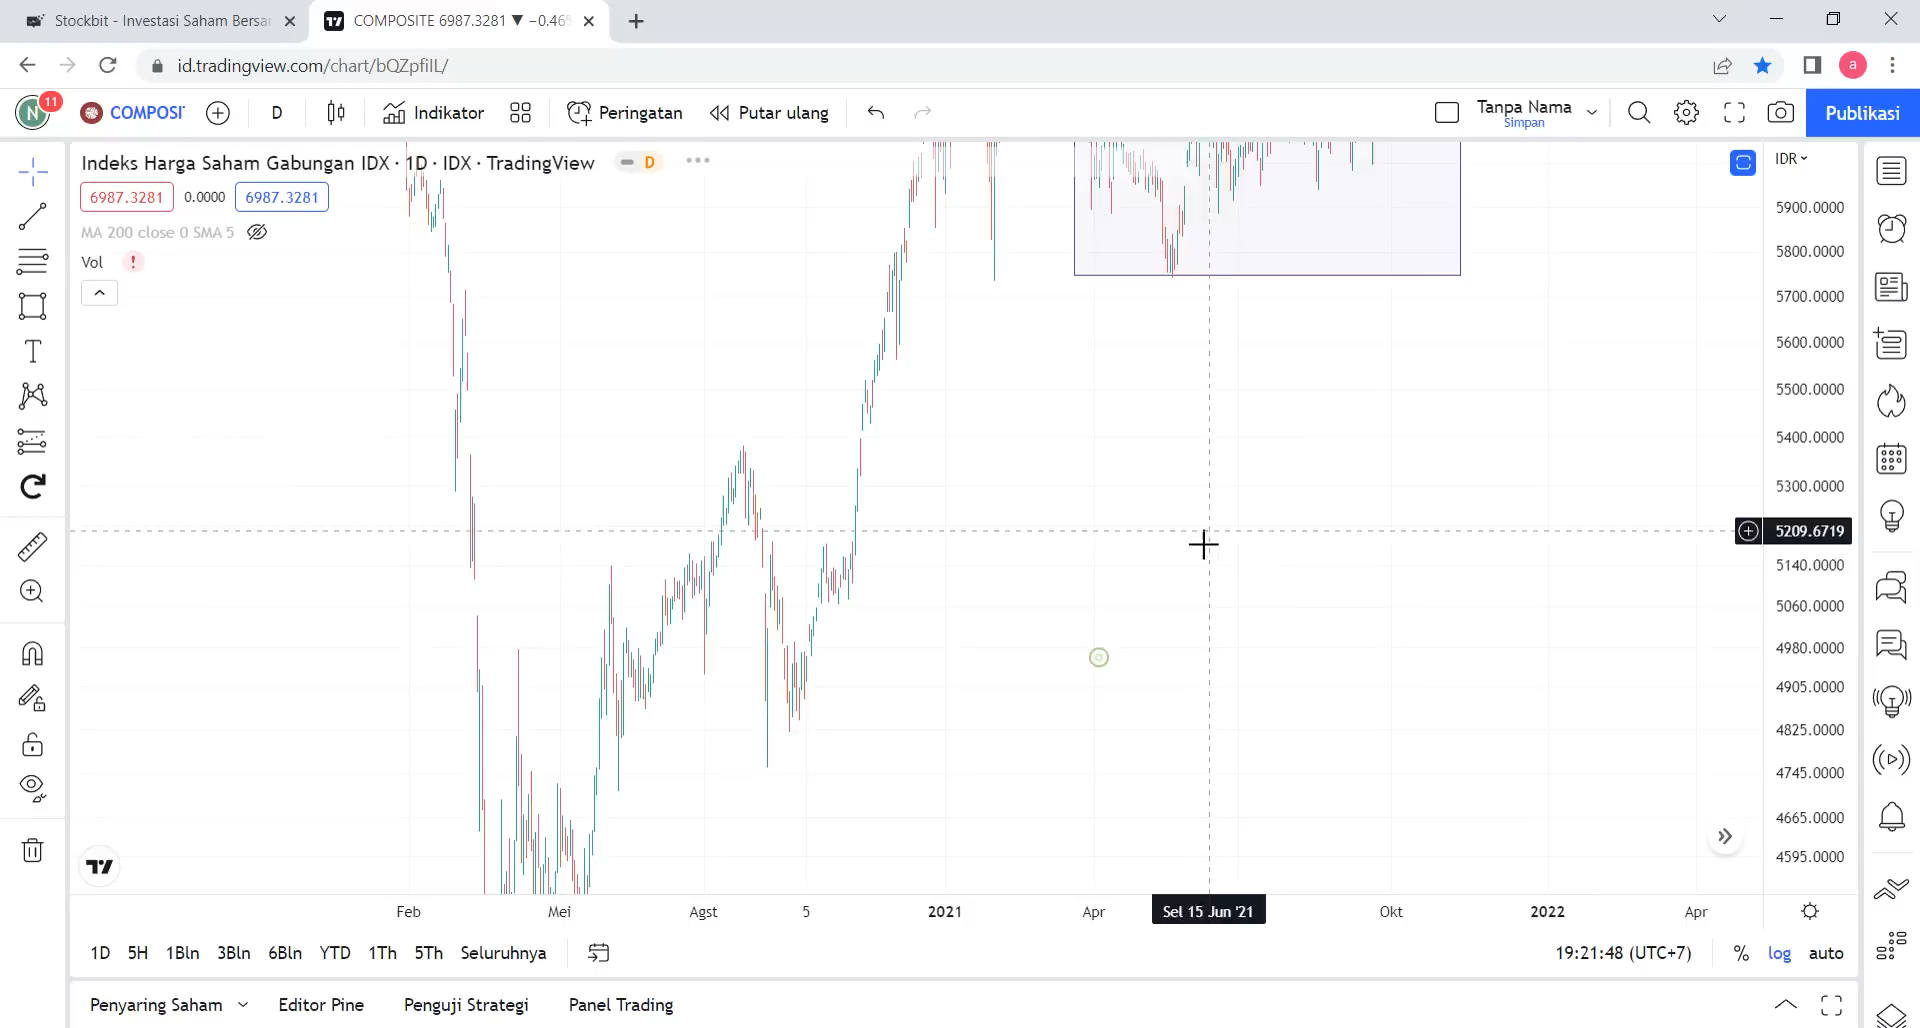 Stockbit - Investasi Saham Bersa
COMPOSITE 6987.3281 ▼ −0.46%
id.tradingview.com/chart/bQZpfiIL/
a
N
11
COMPOSI
D
Indikator
Peringatan
Putar ulang
Tanpa Nama
Simpan
Publikasi
Indeks Harga Saham Gabungan IDX · 1D · IDX · TradingView
D
IDR
6987.3281
0.0000
6987.3281
MA 200 close 0 SMA 5
Vol
!
5900.0000
5800.0000
5700.0000
5600.0000
5500.0000
5400.0000
5300.0000
5209.6719
5140.0000
5060.0000
4980.0000
4905.0000
4825.0000
4745.0000
4665.0000
4595.0000
Feb
Mei
Agst
5
2021
Apr
Sel 15 Jun '21
Okt
2022
Apr
1D
5H
1Bln
3Bln
6Bln
YTD
1Th
5Th
Seluruhnya
19:21:48 (UTC+7)
%
log
auto
Penyaring Saham
Editor Pine
Penguji Strategi
Panel Trading